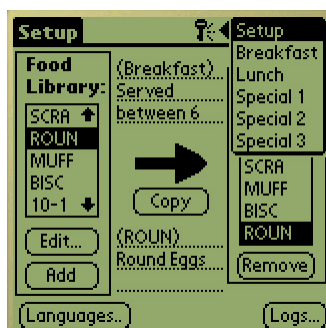 Setup
Food
Library:
SCRA
ROUN
MUFF
BISC
10-1
Edit...
Add
(Breakfast)
Served
between 6
Copy
(ROUN)
Round Eggs
Setup
Breakfast
Lunch
Special 1
Special 2
Special 3
SCRA
MUFF
BISC
ROUN
Remove
Languages..
Logs...